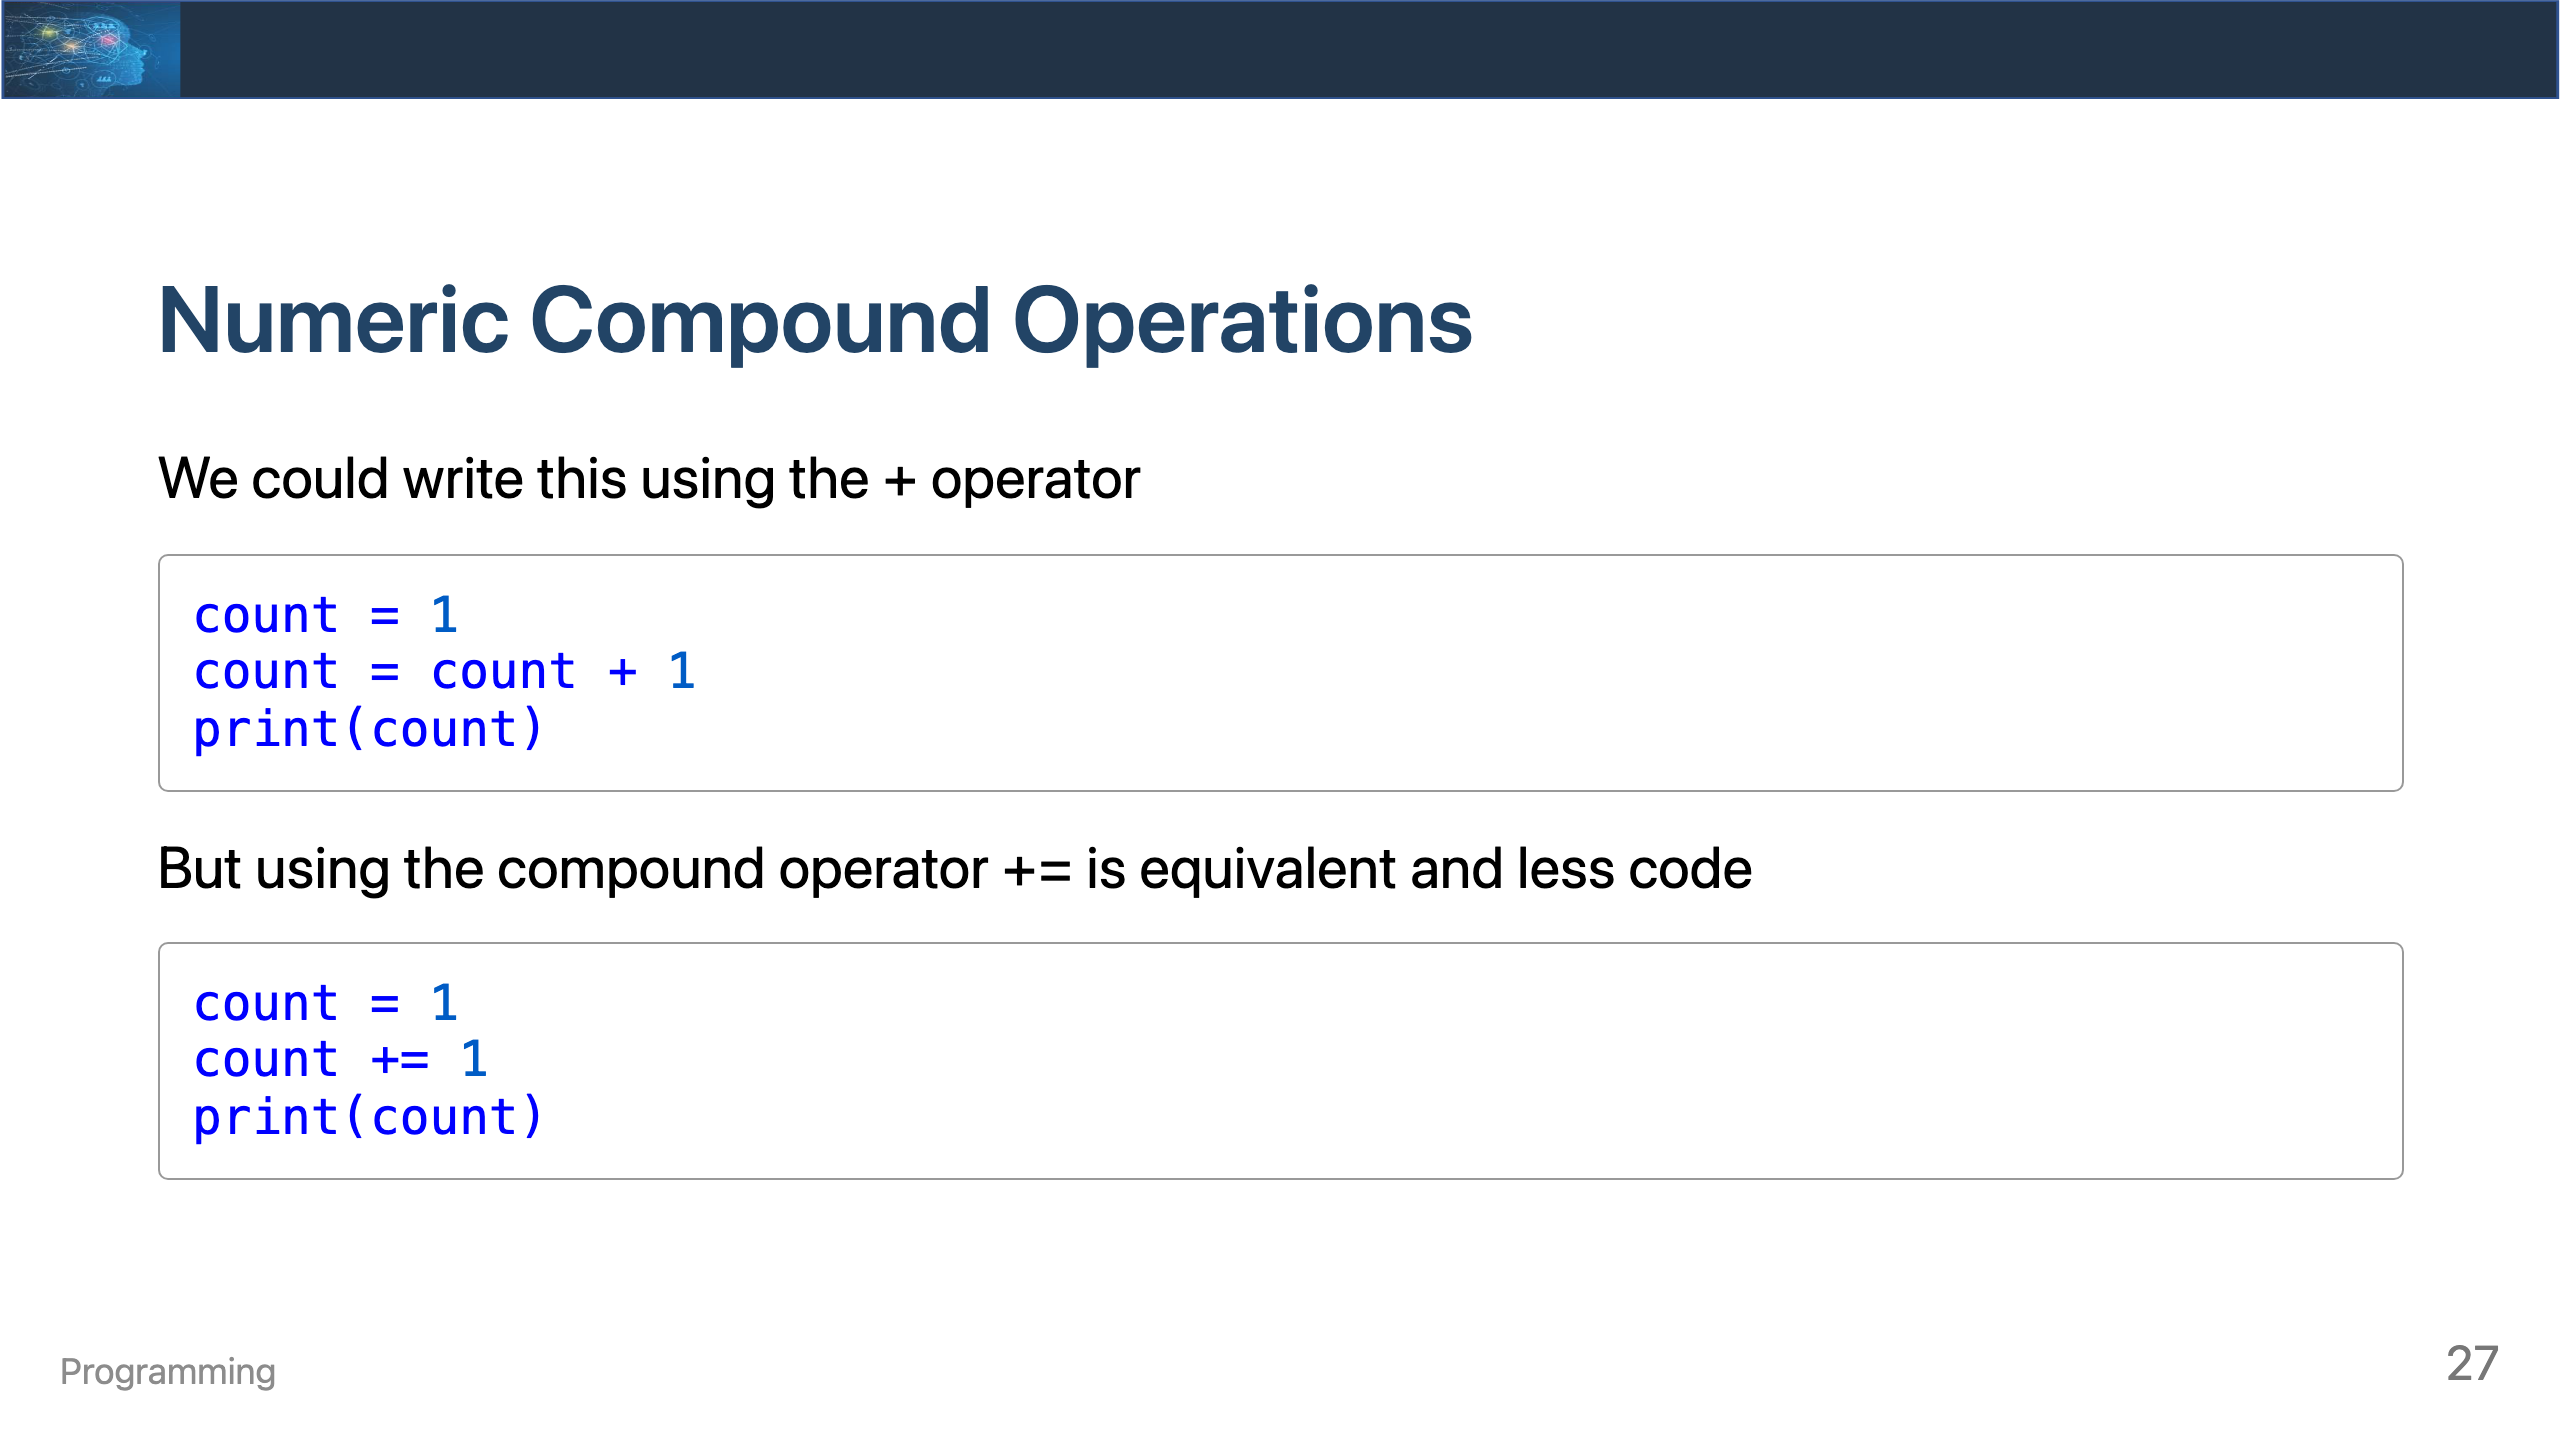 Numeric Compound Operations
We could write this using the + operator
count = 1
count = count + 1
print(count)
But using the compound operator += is equivalent and less code
count = 1
count += 1
print(count)
Programming
27